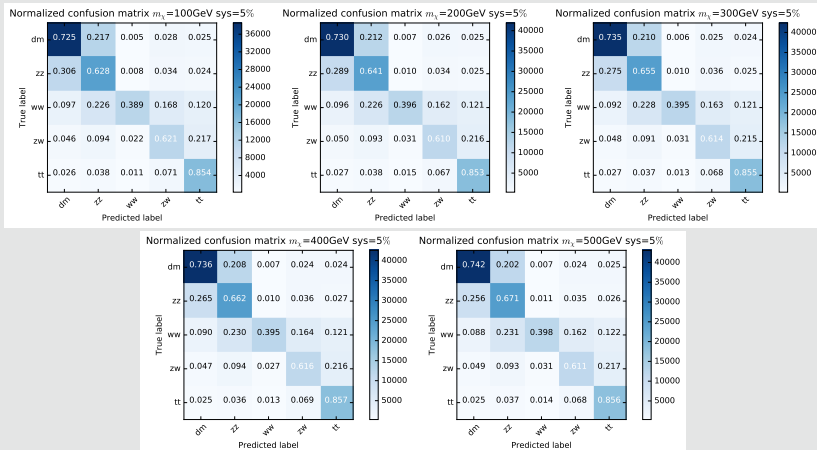 Normalized confusion matrix mχ=100GeV sys=5%
True label
dm 0.725 0.217 0.005 0.028 0.025
zz 0.306 0.628 0.008 0.034 0.024
ww 0.097 0.226 0.389 0.168 0.120
zw 0.046 0.094 0.022 0.621 0.217
tt 0.026 0.038 0.011 0.071 0.854
dm zz ww zw tt
Predicted label
36000
32000
28000
24000
20000
16000
12000
8000
4000
Normalized confusion matrix mχ=200GeV sys=5%
True label
dm 0.730 0.212 0.007 0.026 0.025
zz 0.289 0.641 0.010 0.034 0.025
ww 0.096 0.226 0.396 0.162 0.121
zw 0.050 0.093 0.031 0.610 0.216
tt 0.027 0.038 0.015 0.067 0.853
dm zz ww zw tt
Predicted label
40000
35000
30000
25000
20000
15000
10000
5000
Normalized confusion matrix mχ=300GeV sys=5%
True label
dm 0.735 0.210 0.006 0.025 0.024
zz 0.275 0.655 0.010 0.036 0.025
ww 0.092 0.228 0.395 0.163 0.121
zw 0.048 0.091 0.031 0.614 0.215
tt 0.026 0.037 0.013 0.068 0.855
dm zz ww zw tt
Predicted label
40000
35000
30000
25000
20000
15000
10000
5000
Normalized confusion matrix mχ=400GeV sys=5%
True label
dm 0.736 0.208 0.007 0.024 0.024
zz 0.265 0.662 0.010 0.036 0.027
ww 0.090 0.230 0.395 0.164 0.121
zw 0.047 0.094 0.027 0.616 0.216
tt 0.025 0.036 0.013 0.069 0.857
dm zz ww zw tt
Predicted label
40000
35000
30000
25000
20000
15000
10000
5000
Normalized confusion matrix mχ=500GeV sys=5%
True label
dm 0.742 0.202 0.007 0.024 0.025
zz 0.256 0.671 0.011 0.035 0.026
ww 0.088 0.231 0.398 0.162 0.122
zw 0.049 0.093 0.031 0.611 0.217
tt 0.025 0.037 0.014 0.068 0.856
dm zz ww zw tt
Predicted label
40000
35000
30000
25000
20000
15000
10000
5000